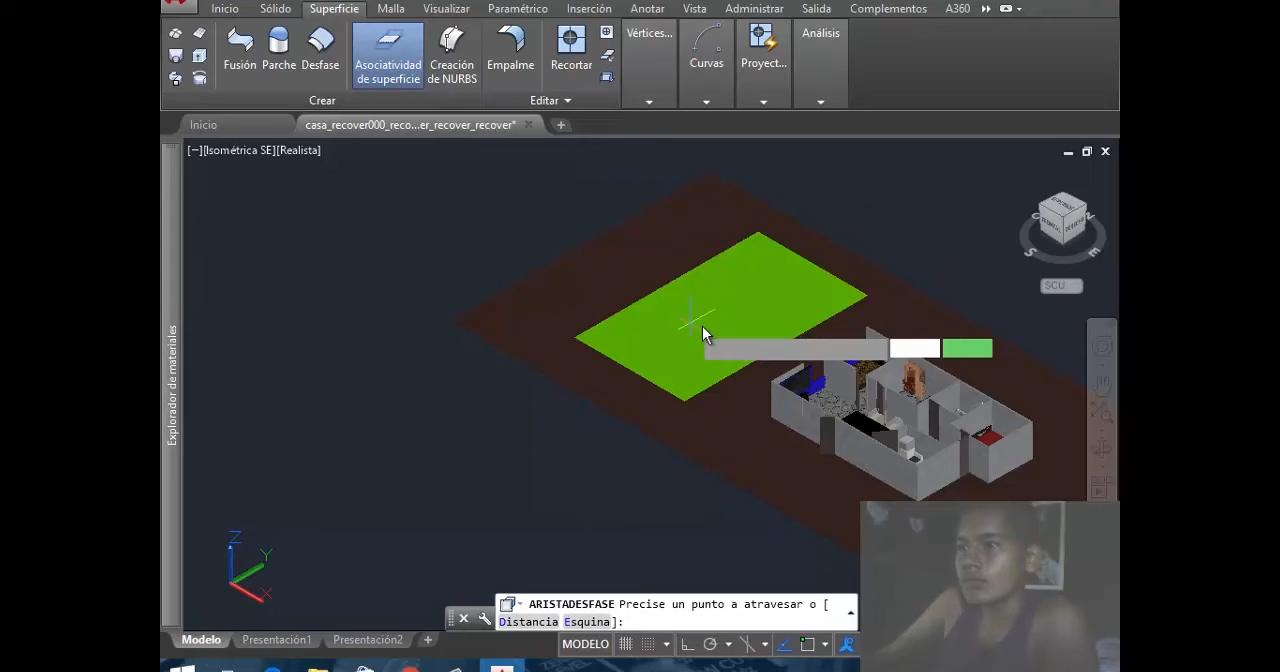 Inicio Sólido Superficie Malla Visualizar Paramétrico Inserción Anotar Vista Administrar Salida Complementos A360
Fusión Parche Desfase Asociatividad de superficie Creación de NURBS Empalme Recortar Vértices... Curvas Proyect... Análisis
Crear Editar
Inicio casa_recover000_reco...er_recover_recover*
[−][Isométrica SE][Realista]
S E
SCU
Explorador de materiales
Z
Y
X
ARISTADESFASE Precise un punto a atravesar o [
Distancia Esquina]:
Modelo Presentación1 Presentación2 + MODELO